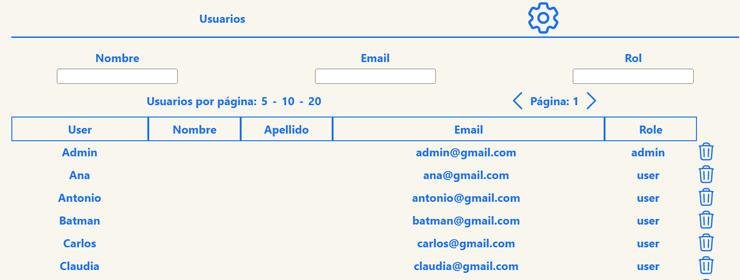 Usuarios
Nombre Email Rol
Usuarios por página: 5 - 10 - 20 Página: 1
User Nombre Apellido Email Role
Admin admin@gmail.com admin
Ana ana@gmail.com user
Antonio antonio@gmail.com user
Batman batman@gmail.com user
Carlos carlos@gmail.com user
Claudia claudia@gmail.com user